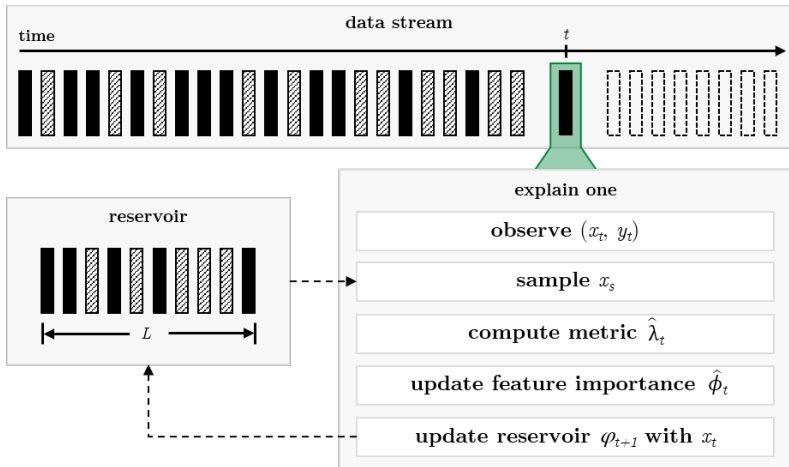 data stream
time
t
explain one
reservoir
observe (xₜ, yₜ)
sample xₛ
L
compute metric λ̂ₜ
update feature importance ϕ̂ₜ
update reservoir φₜ₊₁ with xₜ